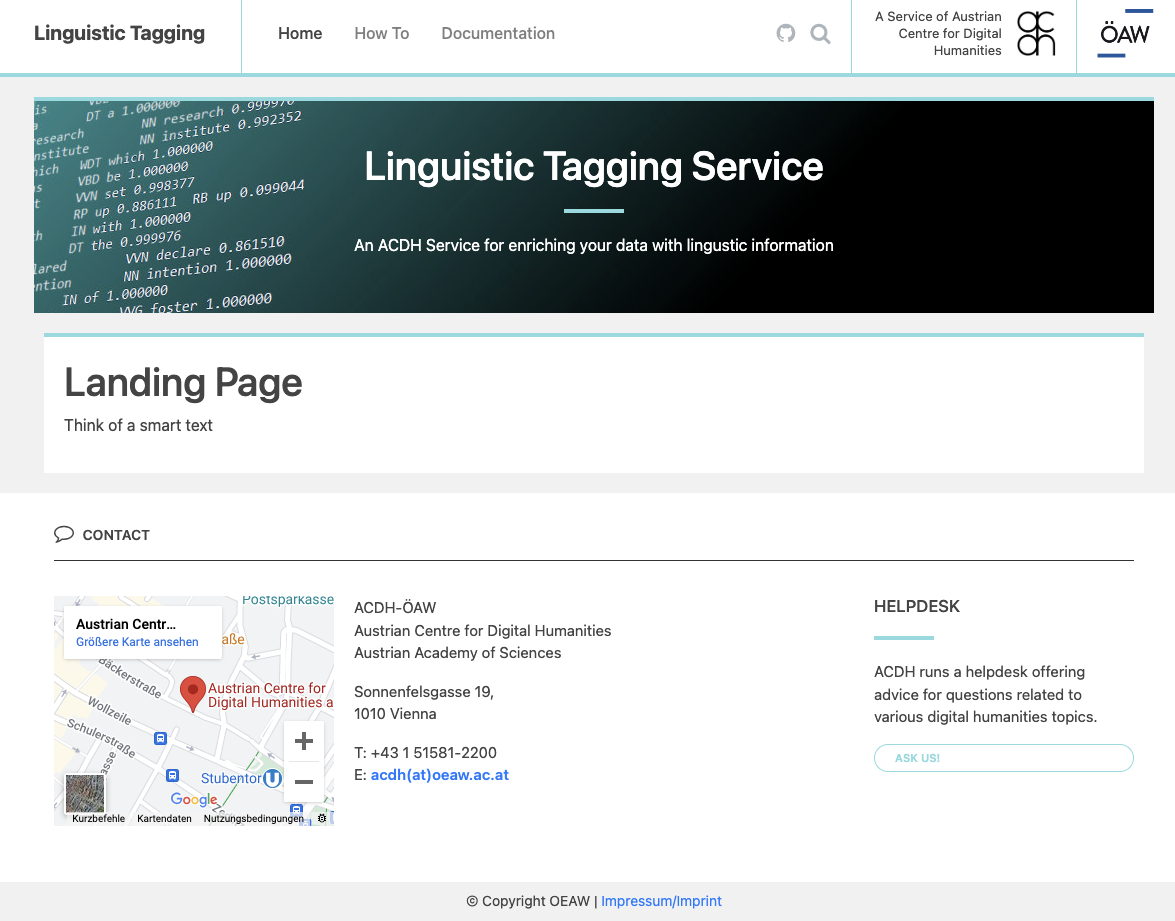 Linguistic Tagging
Home
How To
Documentation
A Service of Austrian
Centre for Digital
Humanities
acdh
ÖAW
is
DT a 1.000000
NN research 0.999970
research
NN institute 0.992352
institute
WDT which 1.000000
VBD be 1.000000
VVN set 0.998377
RP up 0.886111 RB up 0.099044
IN with 1.000000
DT the 0.999976
VVN declare 0.861510
NN intention 1.000000
IN of 1.000000
VVG foster 1.000000
Linguistic Tagging Service
An ACDH Service for enriching your data with lingustic information
Landing Page
Think of a smart text
CONTACT
Postsparkasse
Austrian Centr...
Größere Karte ansehen
aße
Bäckerstraße
Austrian Centre for
Digital Humanities a
Wollzeile
Schulerstraße
Stubentor
U
Google
Kurzbefehle
Kartendaten
Nutzungsbedingungen
ACDH-ÖAW
Austrian Centre for Digital Humanities
Austrian Academy of Sciences
Sonnenfelsgasse 19,
1010 Vienna
T: +43 1 51581-2200
E: acdh(at)oeaw.ac.at
HELPDESK
ACDH runs a helpdesk offering
advice for questions related to
various digital humanities topics.
ASK US!
© Copyright OEAW | Impressum/Imprint